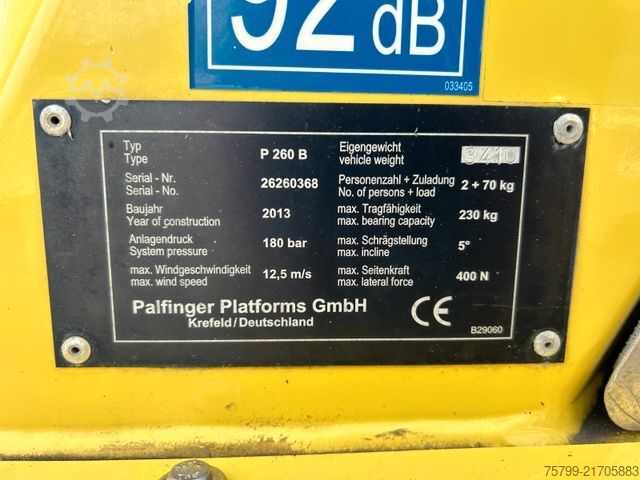 92 dB
033405
Typ
Type
P 260 B
Serial - Nr.
Serial - No.
26260368
Baujahr
Year of construction
2013
Anlagendruck
System pressure
180 bar
max. Windgeschwindigkeit
max. wind speed
12,5 m/s
Eigengewicht
vehicle weight
3410
Personenzahl + Zuladung
No. of persons + load
2 + 70 kg
max. Tragfähigkeit
max. bearing capacity
230 kg
max. Schrägstellung
max. incline
5°
max. Seitenkraft
max. lateral force
400 N
Palfinger Platforms GmbH
Krefeld/Deutschland
CE
B29060
75799-21705883